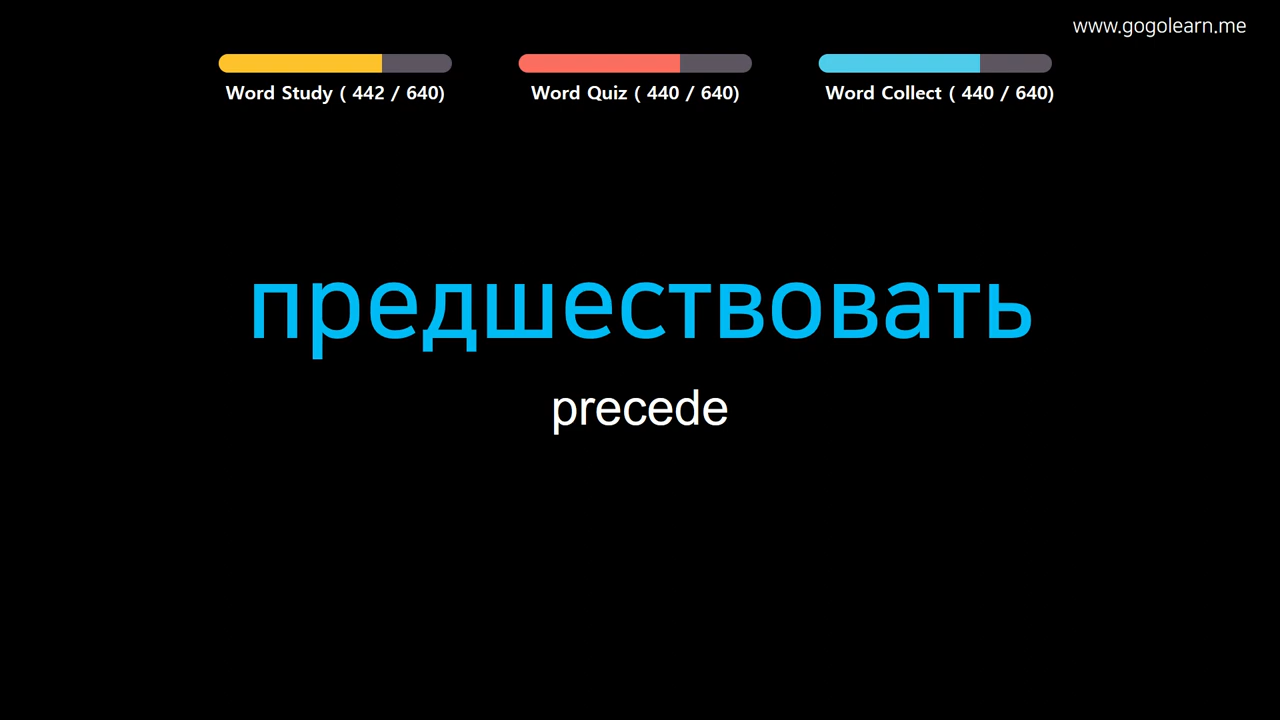 www.gogolearn.me
Word Study ( 442 / 640)
Word Quiz ( 440 / 640)
Word Collect ( 440 / 640)
предшествовать
precede